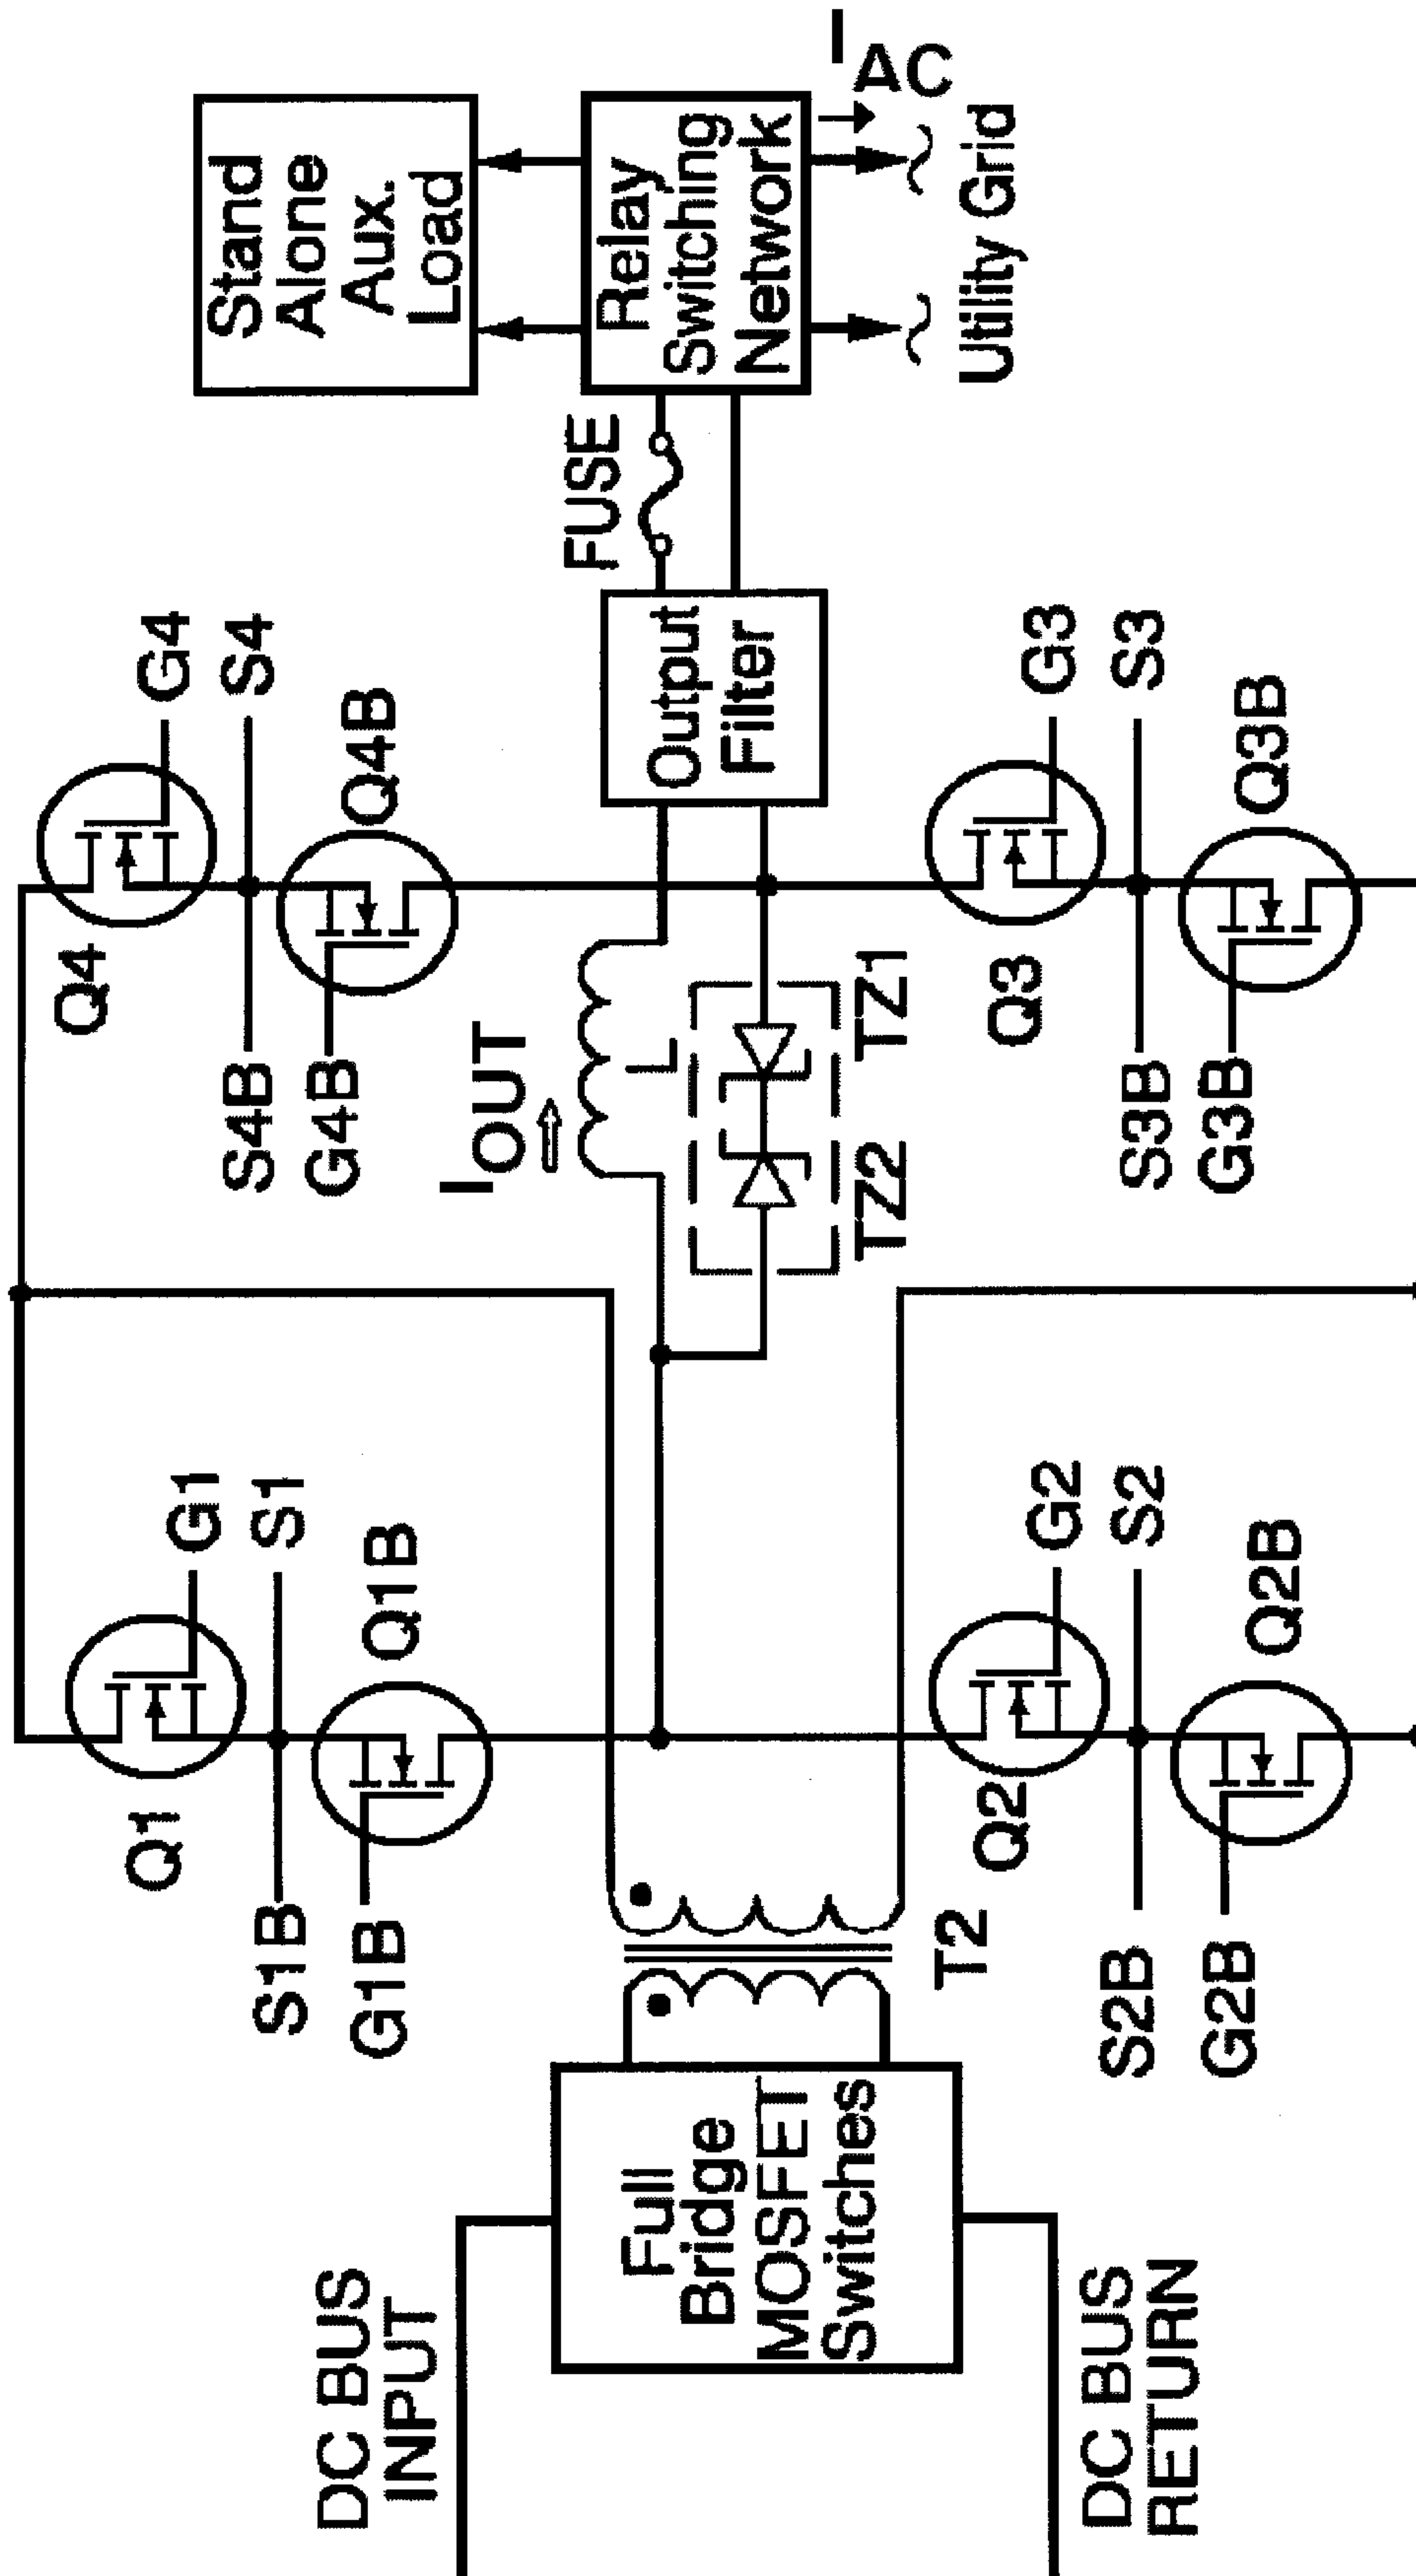 DC BUS
INPUT
DC BUS
RETURN
Full
Bridge
MOSFET
Switches
T2
Q1
G1
S1
Q1B
S1B
G1B
Q2
G2
S2
Q2B
S2B
G2B
I OUT
L
TZ2
TZ1
Q4
G4
S4
Q4B
S4B
G4B
Q3
G3
S3
Q3B
S3B
G3B
Output
Filter
FUSE
Relay
Switching
Network
Stand
Alone
Aux.
Load
I AC
Utility Grid